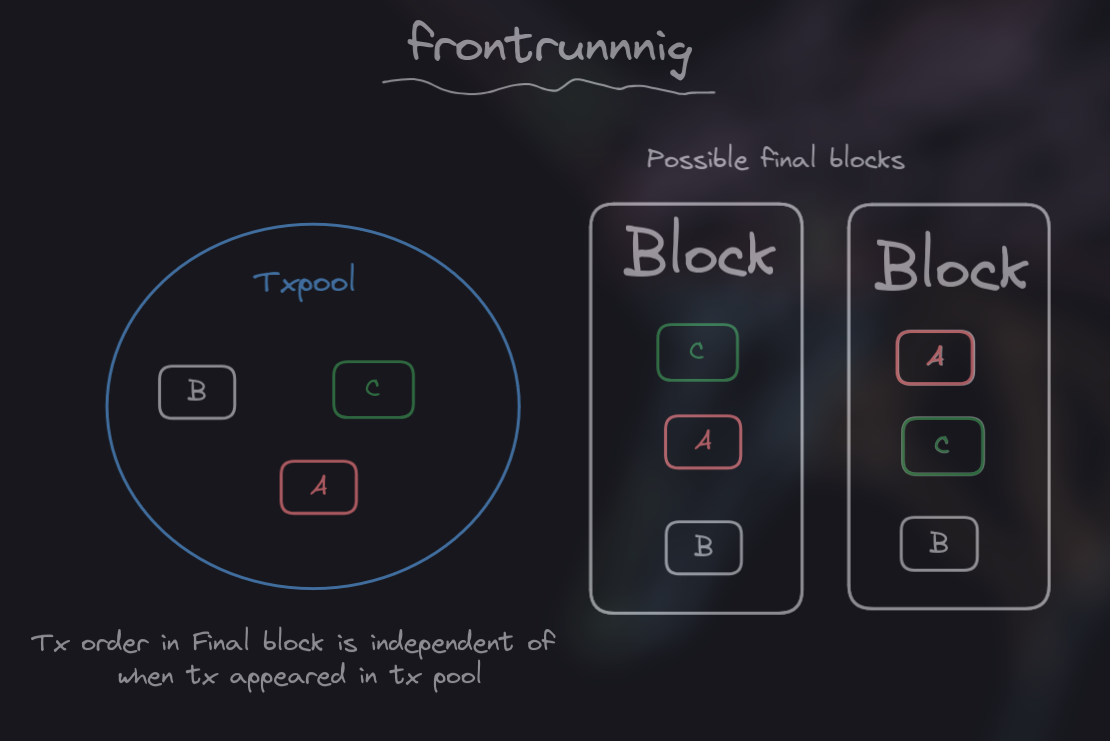 frontrunnnig
Possible final blocks
Txpool
B
C
A
Block
C
A
B
Block
A
C
B
Tx order in Final block is independent of
when tx appeared in tx pool